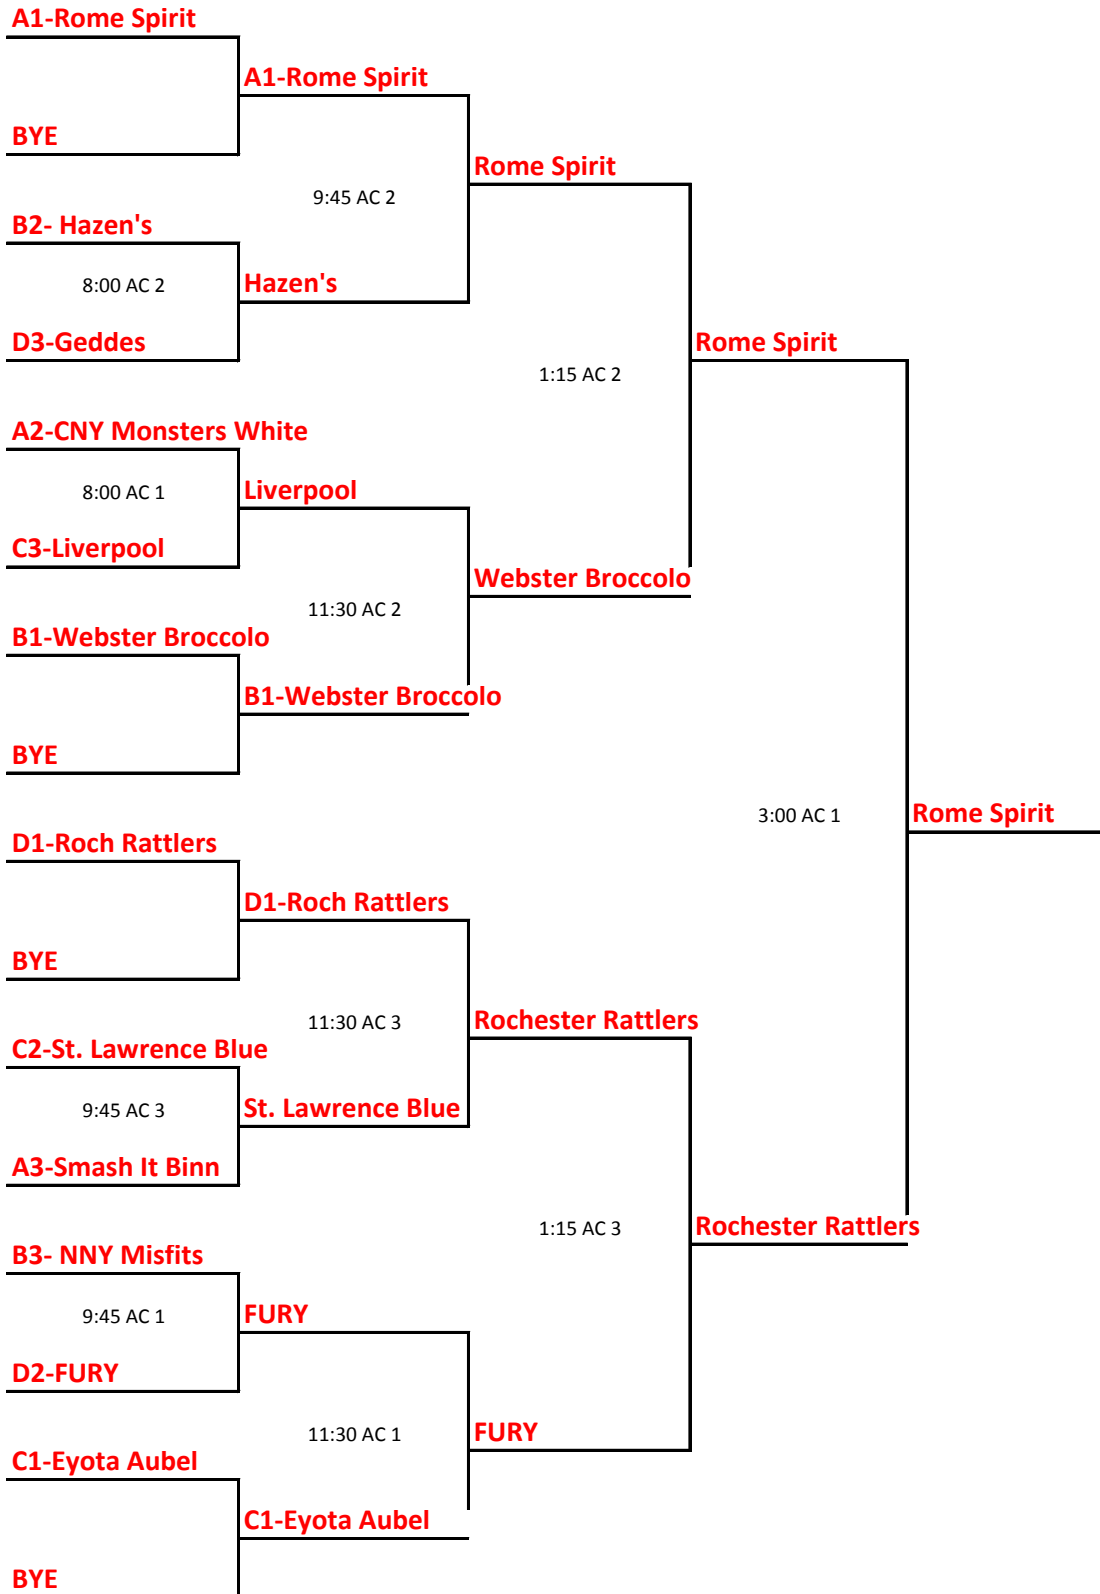 A1-Rome Spirit
A1-Rome Spirit
BYE
Rome Spirit
9:45 AC 2
B2- Hazen's
8:00 AC 2
Hazen's
D3-Geddes
Rome Spirit
1:15 AC 2
A2-CNY Monsters White
8:00 AC 1
Liverpool
C3-Liverpool
Webster Broccolo
11:30 AC 2
B1-Webster Broccolo
B1-Webster Broccolo
BYE
3:00 AC 1
Rome Spirit
D1-Roch Rattlers
D1-Roch Rattlers
BYE
11:30 AC 3
Rochester Rattlers
C2-St. Lawrence Blue
9:45 AC 3
St. Lawrence Blue
A3-Smash It Binn
1:15 AC 3
Rochester Rattlers
B3- NNY Misfits
9:45 AC 1
FURY
D2-FURY
11:30 AC 1
FURY
C1-Eyota Aubel
C1-Eyota Aubel
BYE